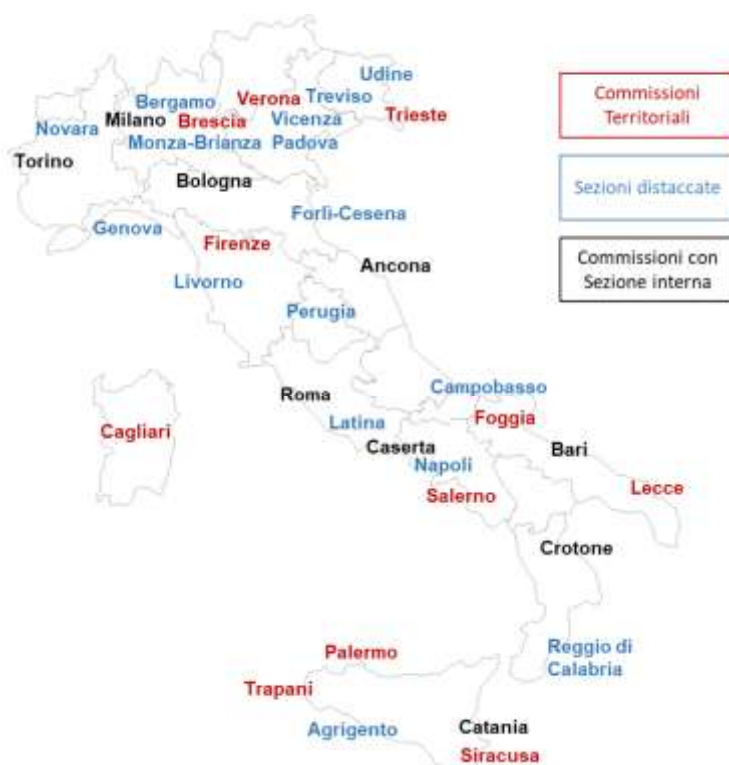 Udine
Bergamo
Verona
Treviso
Commissioni
Territoriali
Novara
Milano
Brescia
Vicenza
Trieste
Monza-Brianza
Padova
Torino
Bologna
Sezioni distaccate
Genova
Forlì-Cesena
Firenze
Ancona
Commissioni con
Sezione interna
Livorno
Perugia
Roma
Campobasso
Latina
Foggia
Cagliari
Caserta
Bari
Napoli
Salerno
Lecce
Crotone
Palermo
Reggio di
Calabria
Trapani
Agrigento
Catania
Siracusa